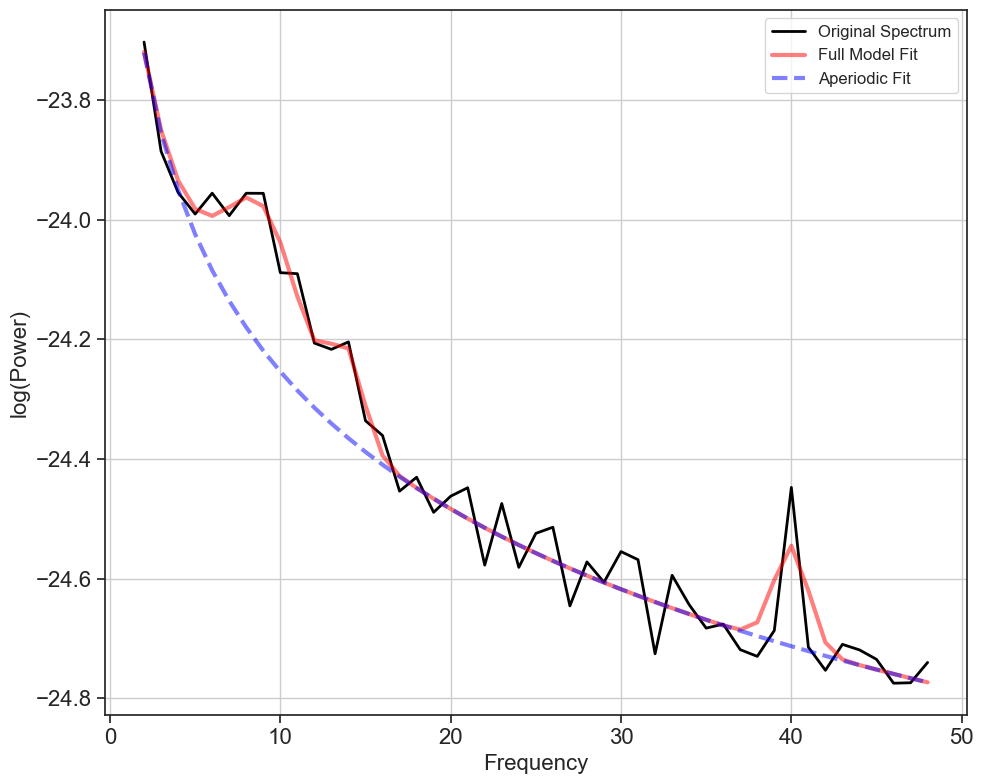 Original Spectrum
Full Model Fit
Aperiodic Fit
−23.8
−24.0
−24.2
−24.4
−24.6
−24.8
log(Power)
0 10 20 30 40 50
Frequency